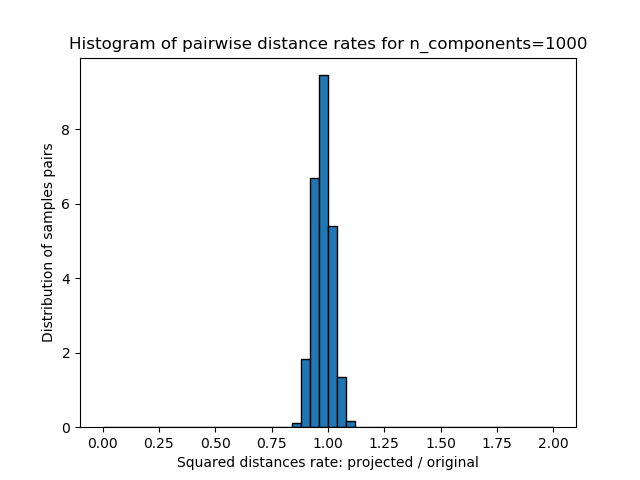 Histogram of pairwise distance rates for n_components=1000
Distribution of samples pairs
8
6
4
2
0
0.00 0.25 0.50 0.75 1.00 1.25 1.50 1.75 2.00
Squared distances rate: projected / original